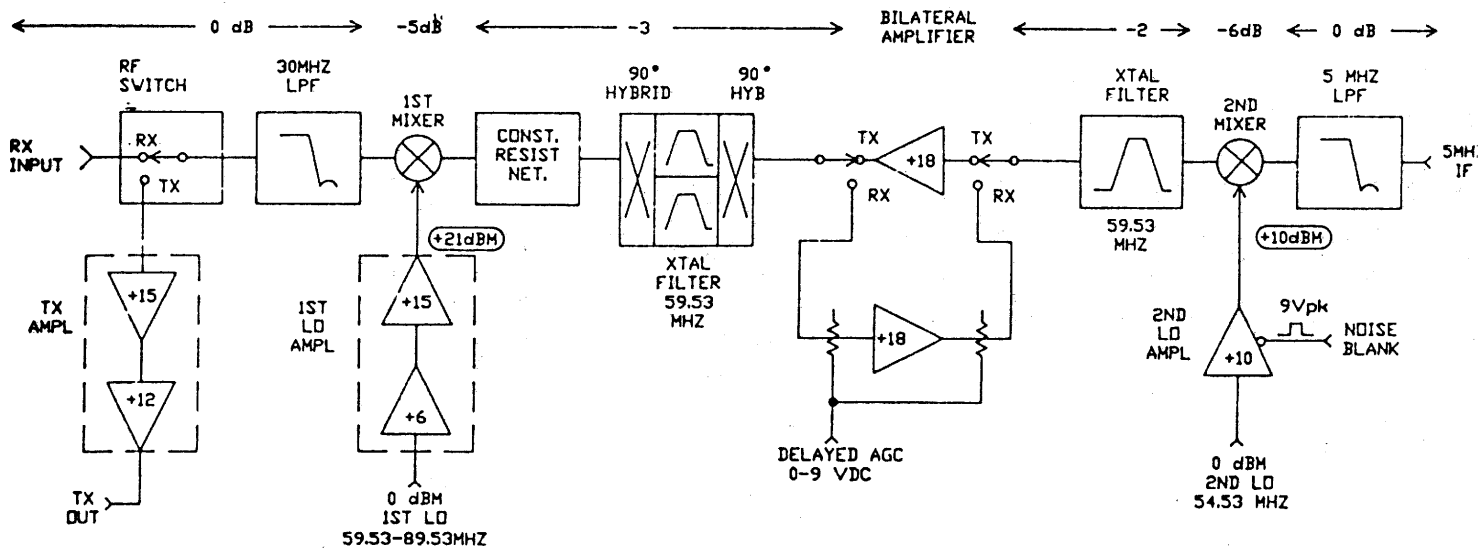 0 dB
-5dB
-3
BILATERAL
AMPLIFIER
-2
-6dB
0 dB
RF
SWITCH
30MHZ
LPF
1ST
MIXER
90°
HYBRID
90°
HYB
XTAL
FILTER
2ND
MIXER
5 MHZ
LPF
RX
INPUT
RX
TX
CONST.
RESIST
NET.
TX
+18
TX
RX
RX
5MH
IF
59.53
MHZ
+21dBM
+10dBM
XTAL
FILTER
59.53
MHZ
TX
AMPL
+15
+12
1ST
LO
AMPL
+15
+6
+18
2ND
LO
AMPL
+10
9Vpk
NOISE
BLANK
DELAYED AGC
0-9 VDC
TX
OUT
0 dBM
1ST LO
59.53-89.53MHZ
0 dBM
2ND LO
54.53 MHZ